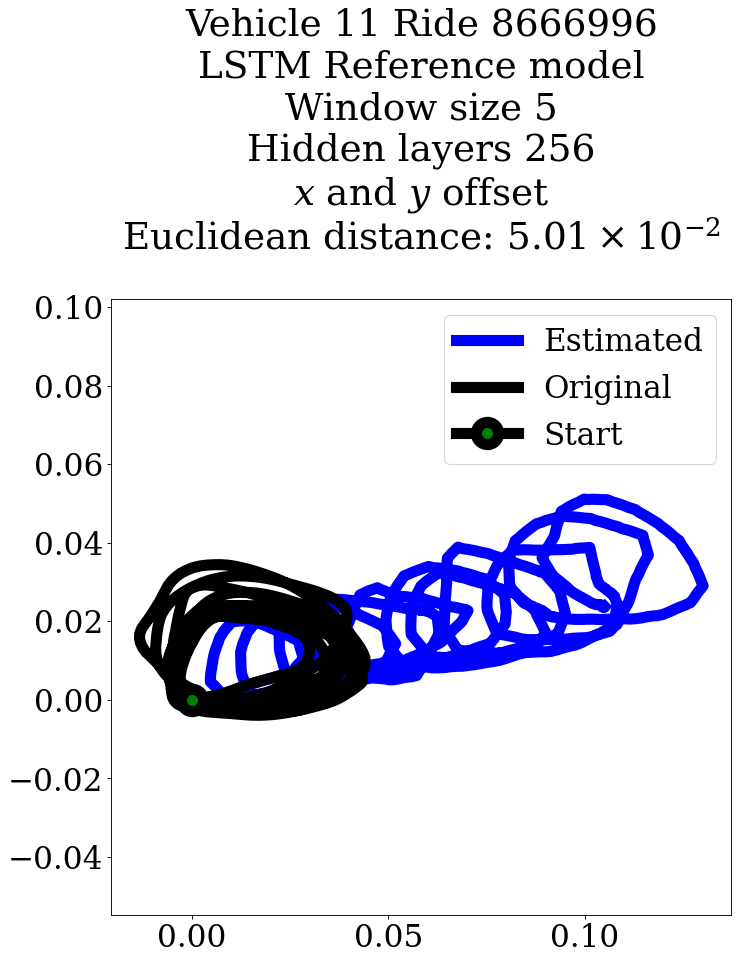 Vehicle 11 Ride 8666996
LSTM Reference model
Window size 5
Hidden layers 256
x and y offset
Euclidean distance: 5.01 × 10⁻²
0.10
0.08
0.06
0.04
0.02
0.00
−0.02
−0.04
Estimated
Original
Start
0.00 0.05 0.10